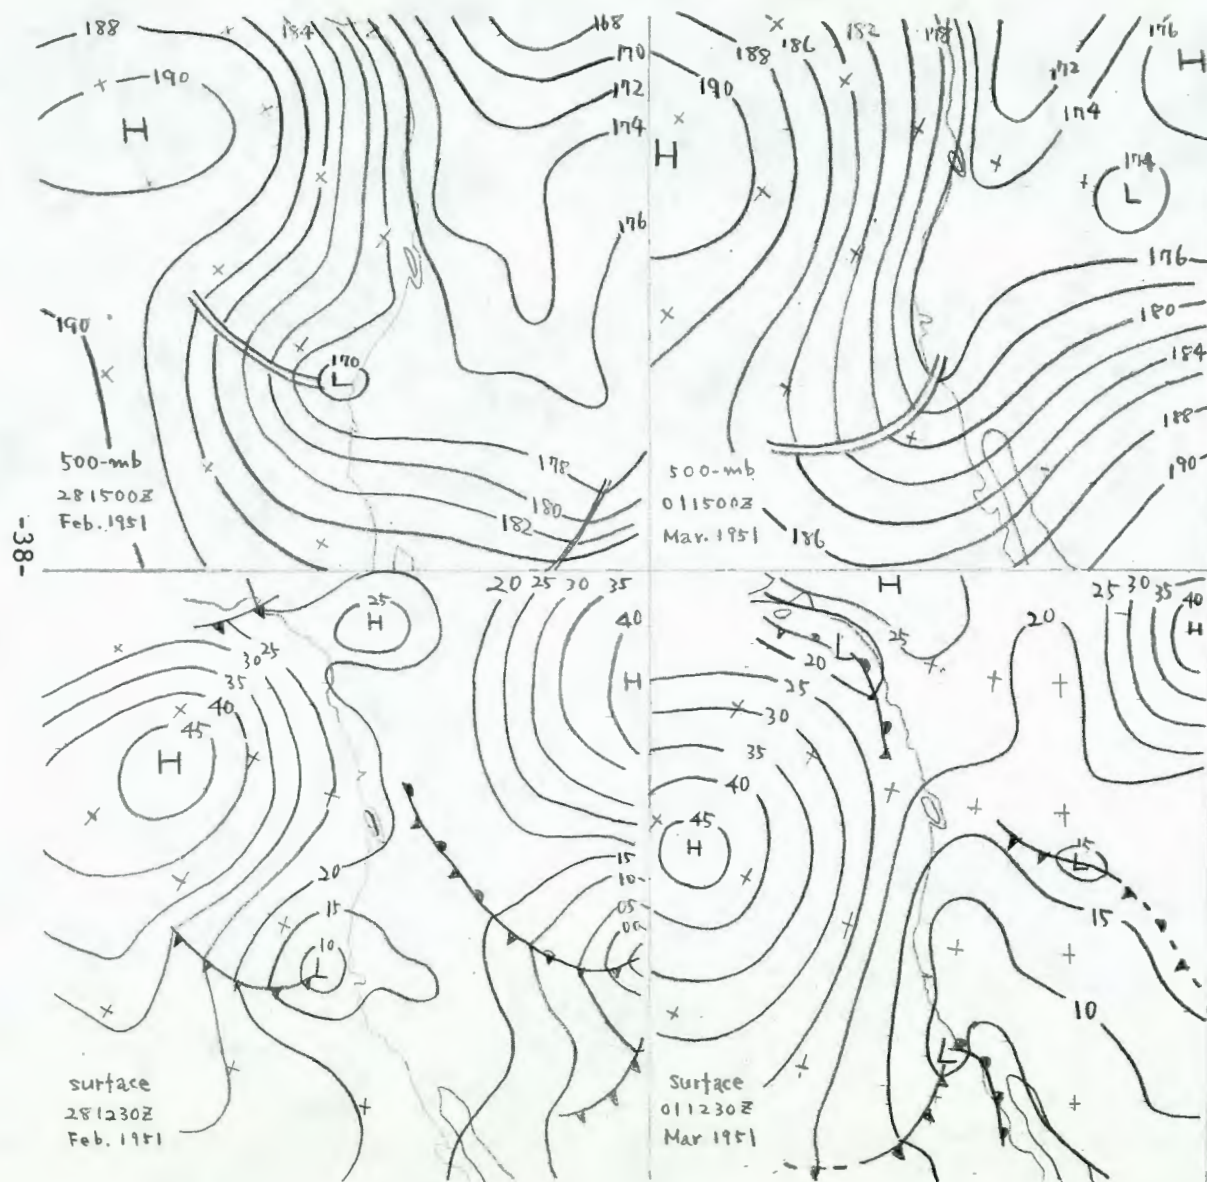 188
184
168
190
H
170
172
174
176
190
170
L
500-mb
281500Z
Feb. 1951
178
180
182
-38-
188
186
182
178
172
176
H
190
174
H
174
L
176
180
184
188
190
500-mb
011500Z
Mar. 1951
186
25
H
20 25 30 35
40
H
30 25
35
40
45
H
20
15
10
L
15
10
05
00
surface
281230Z
Feb. 1951
H
25
L
20
25
30
35
40
45
H
20
25 30 35
40
H
15
L
15
10
L
Surface
011230Z
Mar 1951